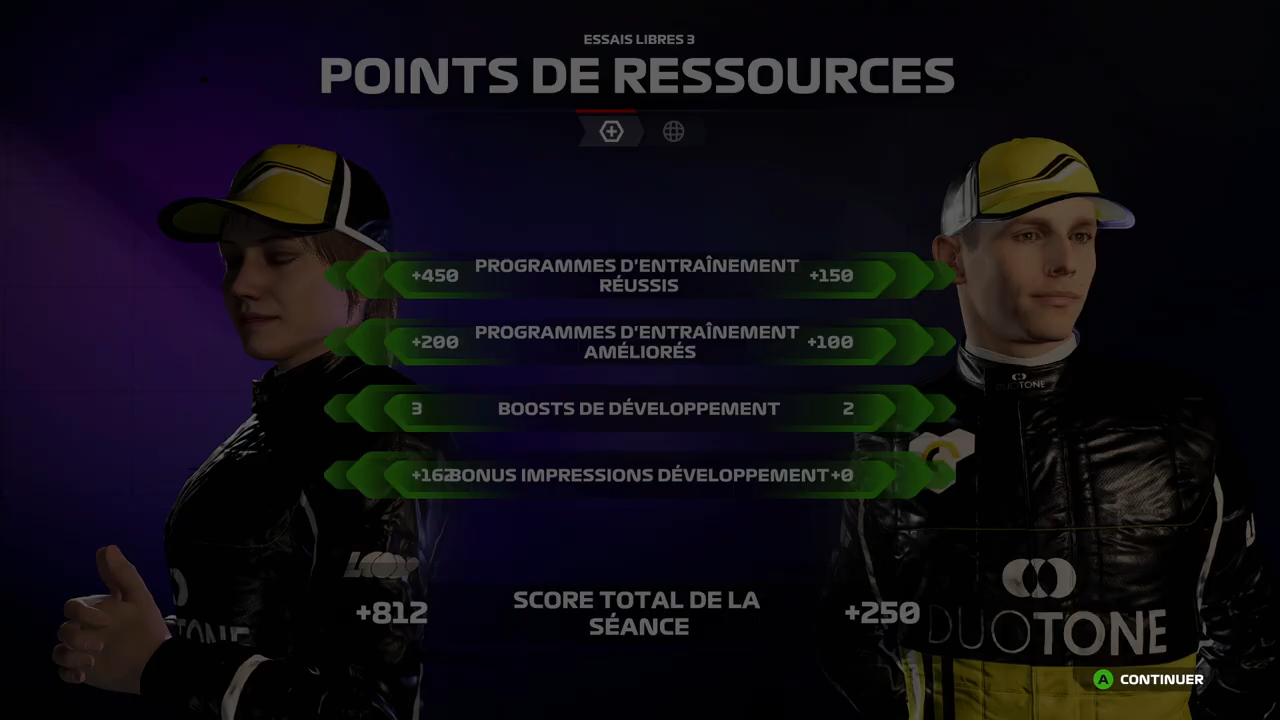 ESSAIS LIBRES 3
POINTS DE RESSOURCES
+450 PROGRAMMES D'ENTRAÎNEMENT RÉUSSIS +150
+200 PROGRAMMES D'ENTRAÎNEMENT AMÉLIORÉS +100
3 BOOSTS DE DÉVELOPPEMENT 2
+162 BONUS IMPRESSIONS DÉVELOPPEMENT +0
+812 SCORE TOTAL DE LA SÉANCE +250
DUOTONE
DUOTONE
A CONTINUER